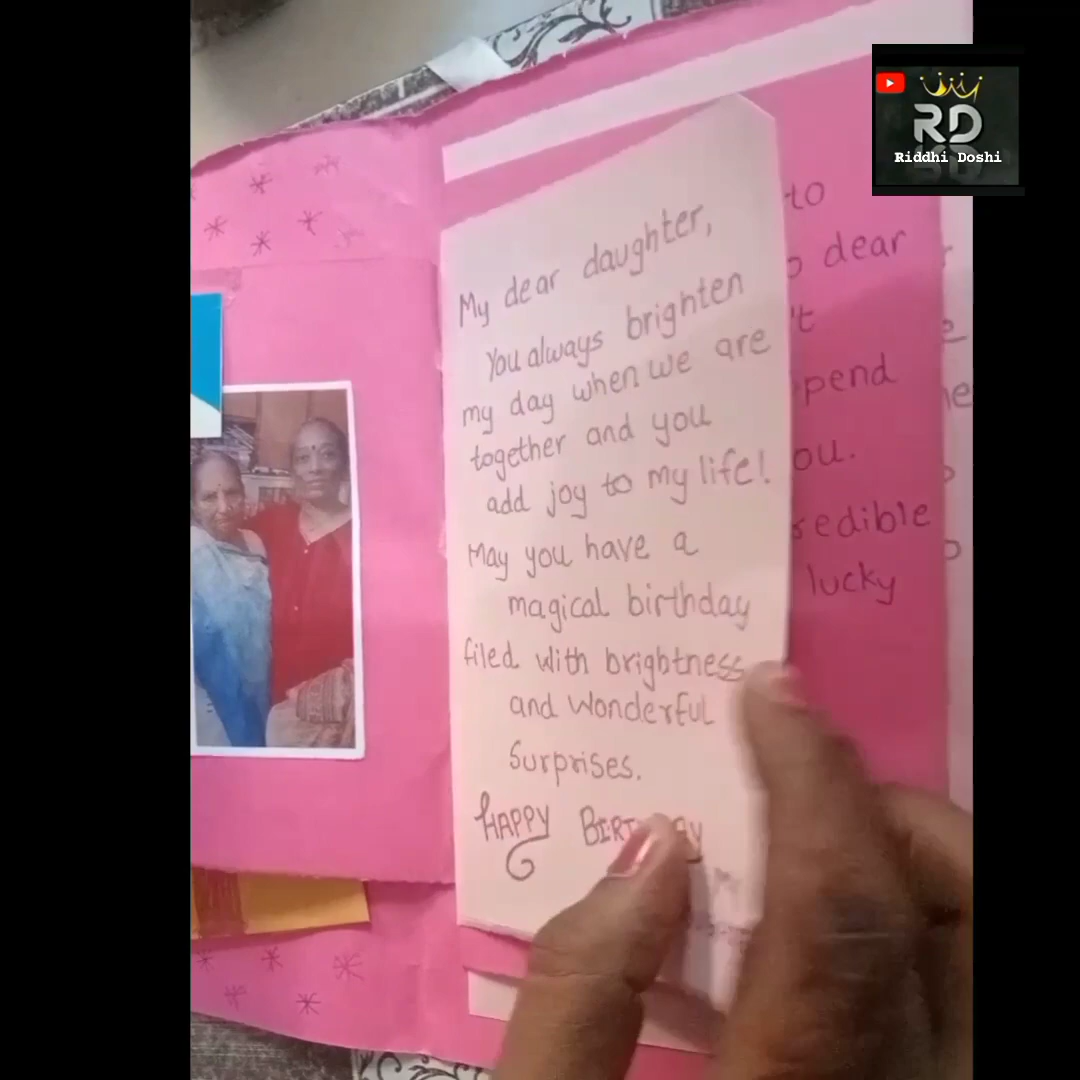 RD
Riddhi Doshi
My dear daughter,
You always brighten
my day when we are
together and you
add joy to my life!
May you have a
magical birthday
filed with brightness
and wonderful
surprises.
HAPPY
to
dear
pend
ou.
redible
lucky